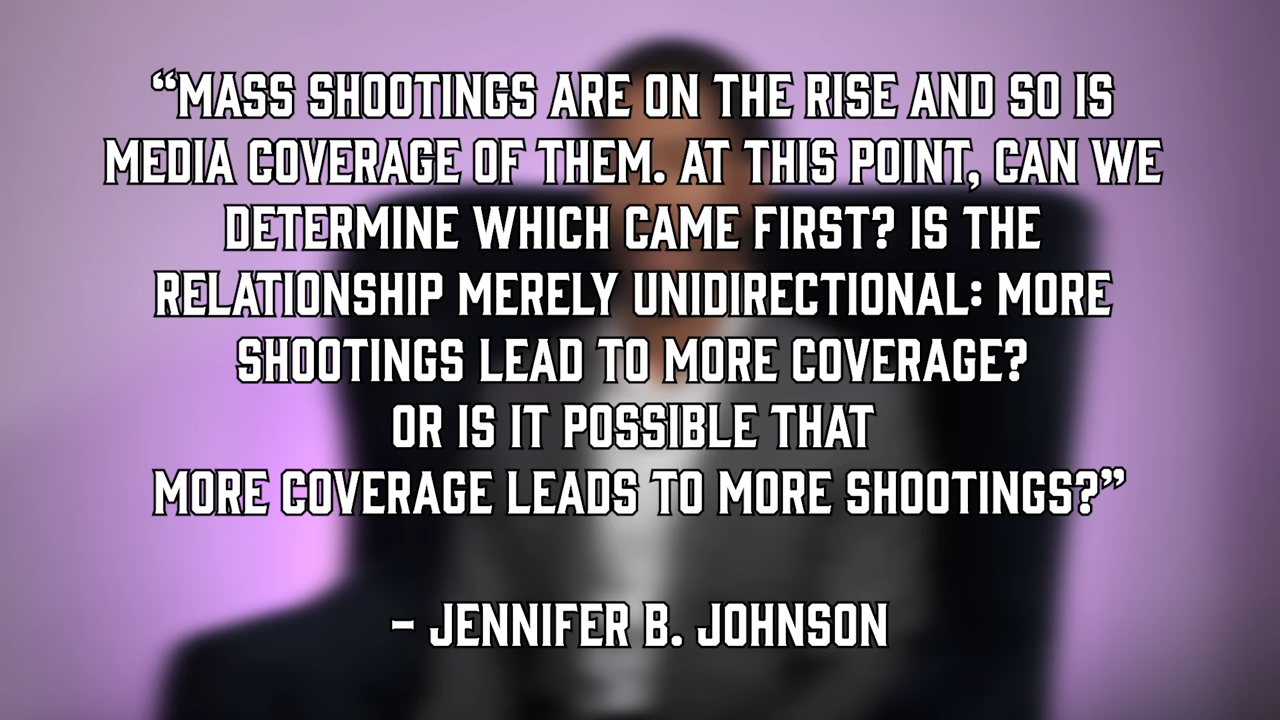 “MASS SHOOTINGS ARE ON THE RISE AND SO IS
MEDIA COVERAGE OF THEM. AT THIS POINT, CAN WE
DETERMINE WHICH CAME FIRST? IS THE
RELATIONSHIP MERELY UNIDIRECTIONAL: MORE
SHOOTINGS LEAD TO MORE COVERAGE?
OR IS IT POSSIBLE THAT
MORE COVERAGE LEADS TO MORE SHOOTINGS?”
- JENNIFER B. JOHNSON